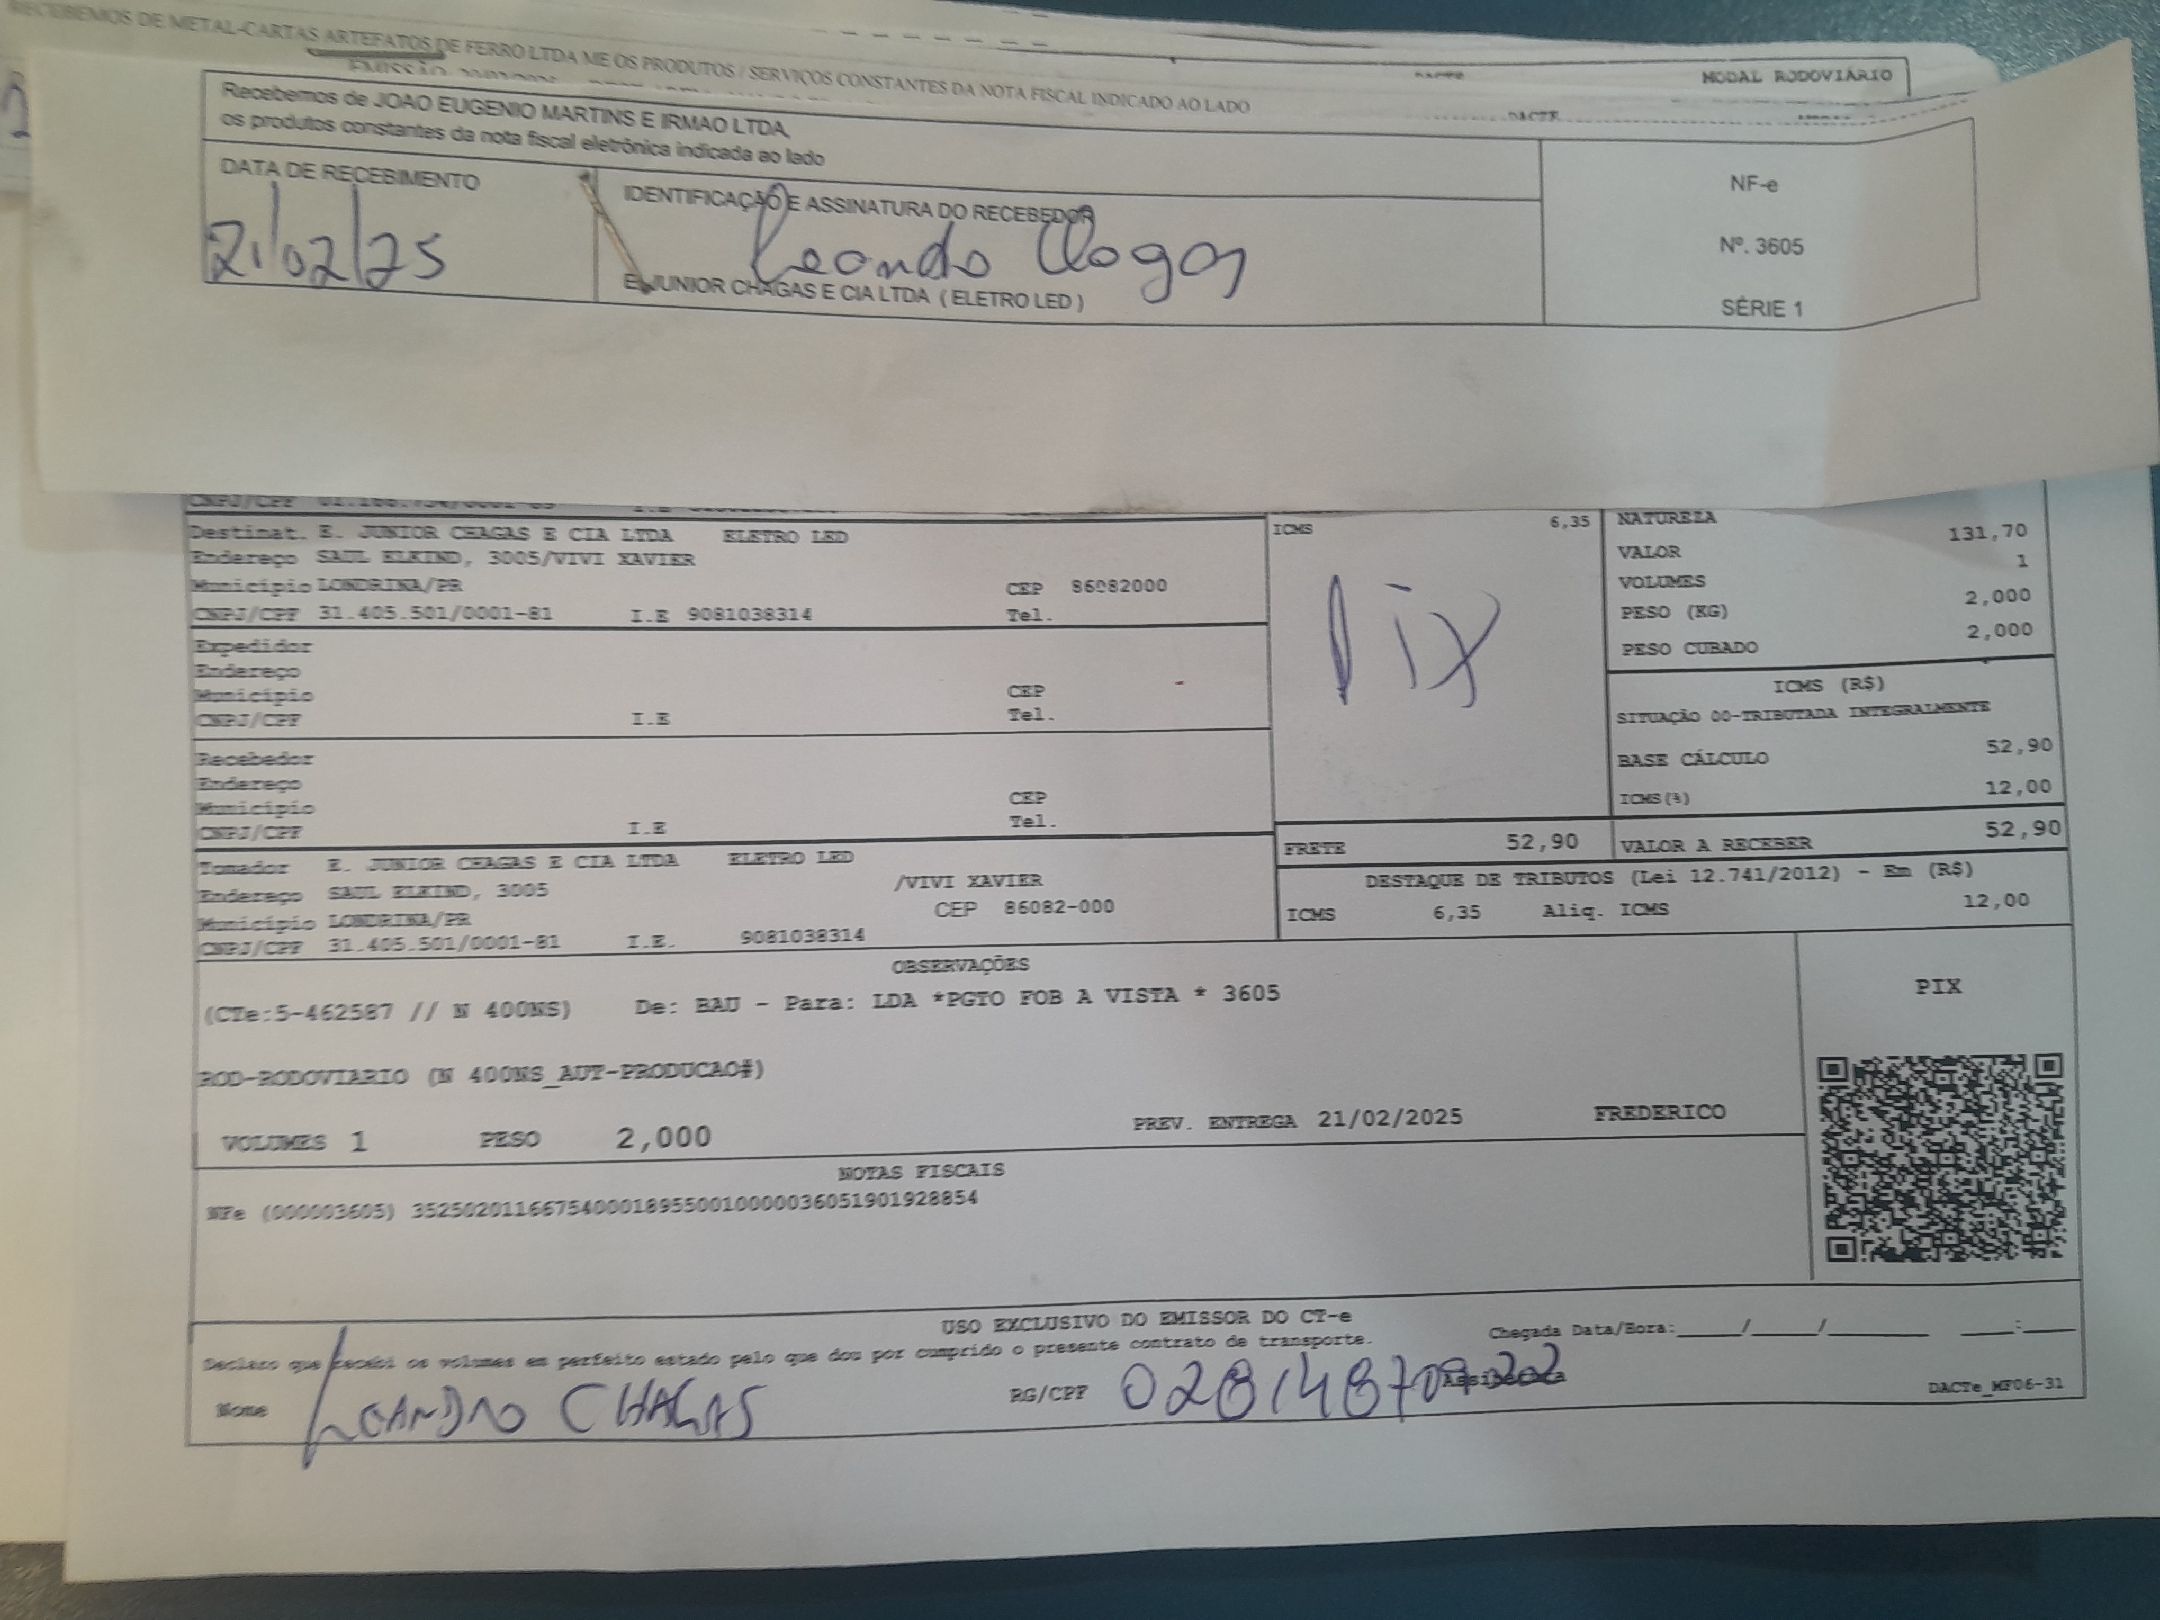 RECEBEMOS DE METAL-CARTAS ARTEFATOS DE FERRO LTDA ME OS PRODUTOS / SERVIÇOS CONSTANTES DA NOTA FISCAL INDICADO AO LADO
MODAL RODOVIÁRIO
DACTE
Recebemos de JOAO EUGENIO MARTINS E IRMAO LTDA,
os produtos constantes da nota fiscal eletrônica indicada ao lado
DATA DE RECEBIMENTO
21/02/25
IDENTIFICAÇÃO E ASSINATURA DO RECEBEDOR
Leandro Chagas
E. JUNIOR CHAGAS E CIA LTDA ( ELETRO LED )
NF-e
Nº. 3605
SÉRIE 1
CNPJ/CPF
Destinat. E. JUNIOR CHAGAS E CIA LTDA ELETRO LED
Endereço SAUL ELKIND, 3005/VIVI XAVIER
Município LONDRINA/PR CEP 86082000
CNPJ/CPF 31.405.501/0001-81 I.E 9081038314 Tel.
Expedidor
Endereço
Município CEP
CNPJ/CPF I.E Tel.
Recebedor
Endereço
Município CEP
CNPJ/CPF I.E Tel.
Tomador E. JUNIOR CHAGAS E CIA LTDA ELETRO LED
Endereço SAUL ELKIND, 3005 /VIVI XAVIER
Município LONDRINA/PR CEP 86082-000
CNPJ/CPF 31.405.501/0001-81 I.E. 9081038314
ICMS 6,35
Pix
NATUREZA
VALOR 131,70
VOLUMES 1
PESO (KG) 2,000
PESO CUBADO 2,000
ICMS (R$)
SITUAÇÃO 00-TRIBUTADA INTEGRALMENTE
BASE CÁLCULO 52,90
ICMS(%) 12,00
FRETE 52,90 VALOR A RECEBER 52,90
DESTAQUE DE TRIBUTOS (Lei 12.741/2012) - Em (R$)
ICMS 6,35 Aliq. ICMS 12,00
OBSERVAÇÕES
(CTe:5-462587 // N 400NS) De: BAU - Para: LDA *PGTO FOB A VISTA * 3605
ROD-RODOVIARIO (N 400NS_AUT-PRODUCAO#)
VOLUMES 1 PESO 2,000 PREV. ENTREGA 21/02/2025 FREDERICO
PIX
NOTAS FISCAIS
NFe (000003605) 35250201166754000189550010000036051901928854
USO EXCLUSIVO DO EMISSOR DO CT-e
Declaro que recebi os volumes em perfeito estado pelo que dou por cumprido o presente contrato de transporte.
Chegada Data/Hora:____/____/______ ___:___
Nome LEANDRO CHAGAS RG/CPF Assinatura
DACTe_MF06-31